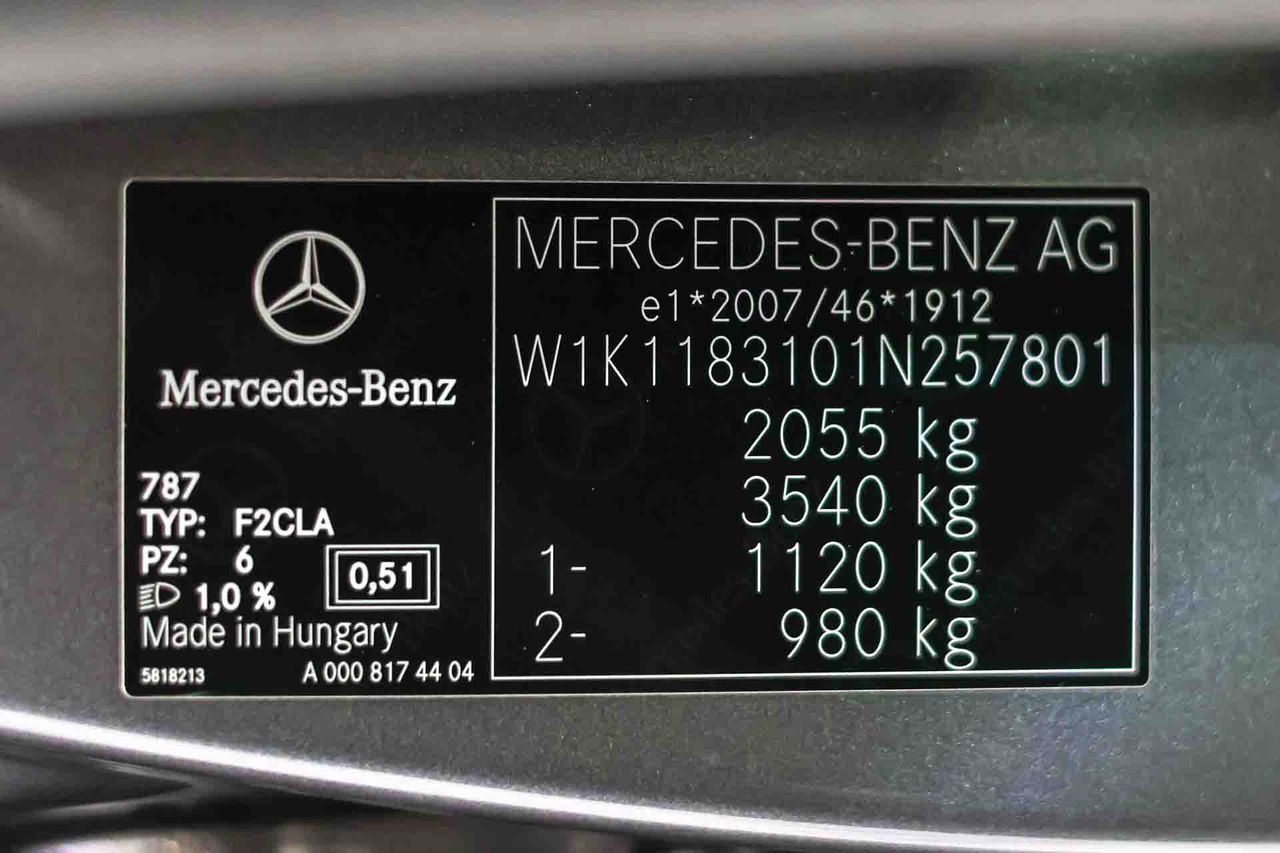 Mercedes-Benz
787
TYP: F2CLA
PZ: 6
1,0 %
0,51
Made in Hungary
5818213 A 000 817 44 04
MERCEDES-BENZ AG
e1*2007/46*1912
W1K1183101N257801
2055 kg
3540 kg
1- 1120 kg
2- 980 kg